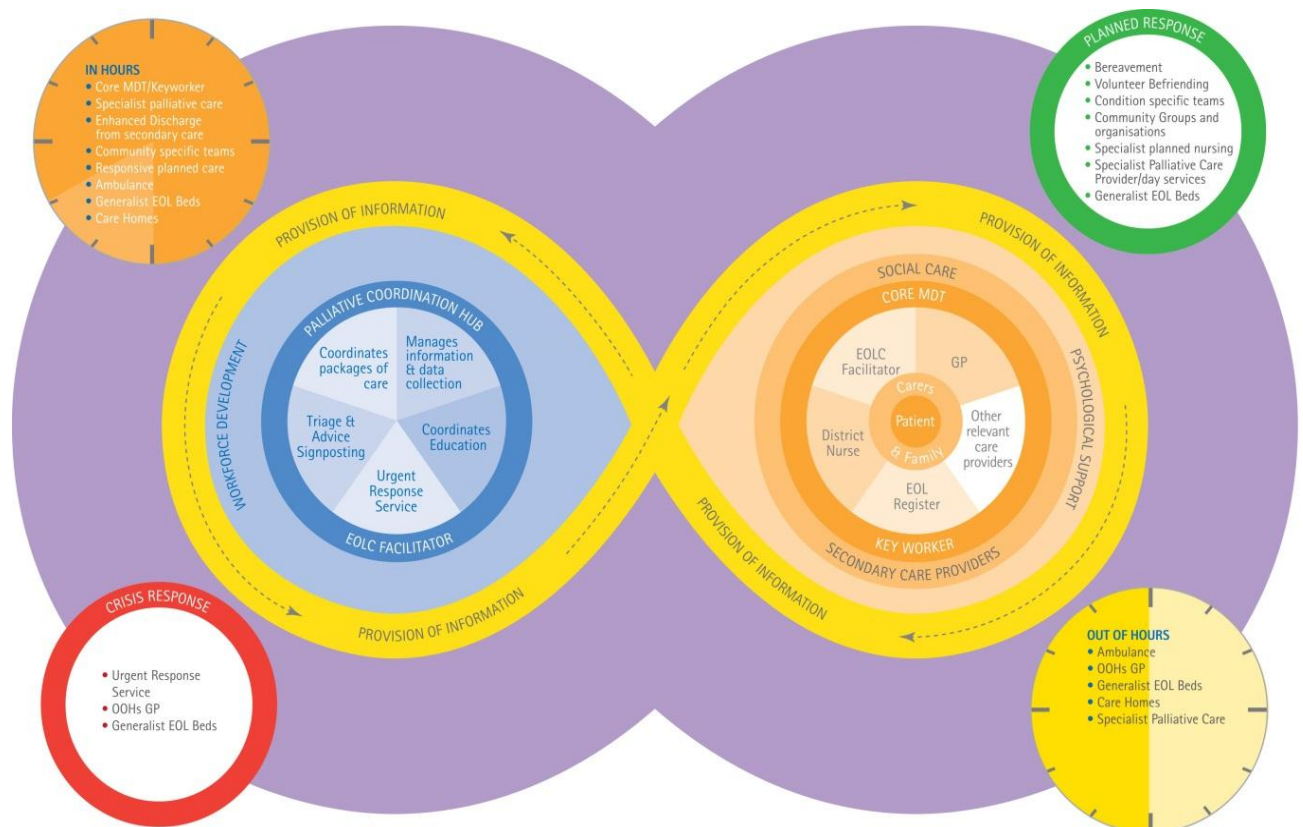 IN HOURS
Core MDT/Keyworker
Specialist palliative care
Enhanced Discharge
from secondary care
Community specific teams
Responsive planned care
Ambulance
Generalist EOL Beds
Care Homes
PLANNED RESPONSE
Bereavement
Volunteer Befriending
Condition specific teams
Community Groups and
organisations
Specialist planned nursing
Specialist Palliative Care
Provider/day services
Generalist EOL Beds
PROVISION OF INFORMATION
WORKFORCE DEVELOPMENT
PALLIATIVE COORDINATION HUB
Coordinates
packages of
care
Manages
information
& data
collection
Triage &
Advice
Signposting
Coordinates
Education
Urgent
Response
Service
EOLC FACILITATOR
PROVISION OF INFORMATION
PROVISION OF INFORMATION
SOCIAL CARE
CORE MDT
EOLC
Facilitator
GP
Carers
Patient
& Family
District
Nurse
Other
relevant
care
providers
EOL
Register
KEY WORKER
SECONDARY CARE PROVIDERS
PSYCHOLOGICAL SUPPORT
PROVISION OF INFORMATION
CRISIS RESPONSE
Urgent Response
Service
OOHs GP
Generalist EOL Beds
OUT OF HOURS
Ambulance
OOHs GP
Generalist EOL Beds
Care Homes
Specialist Palliative Care